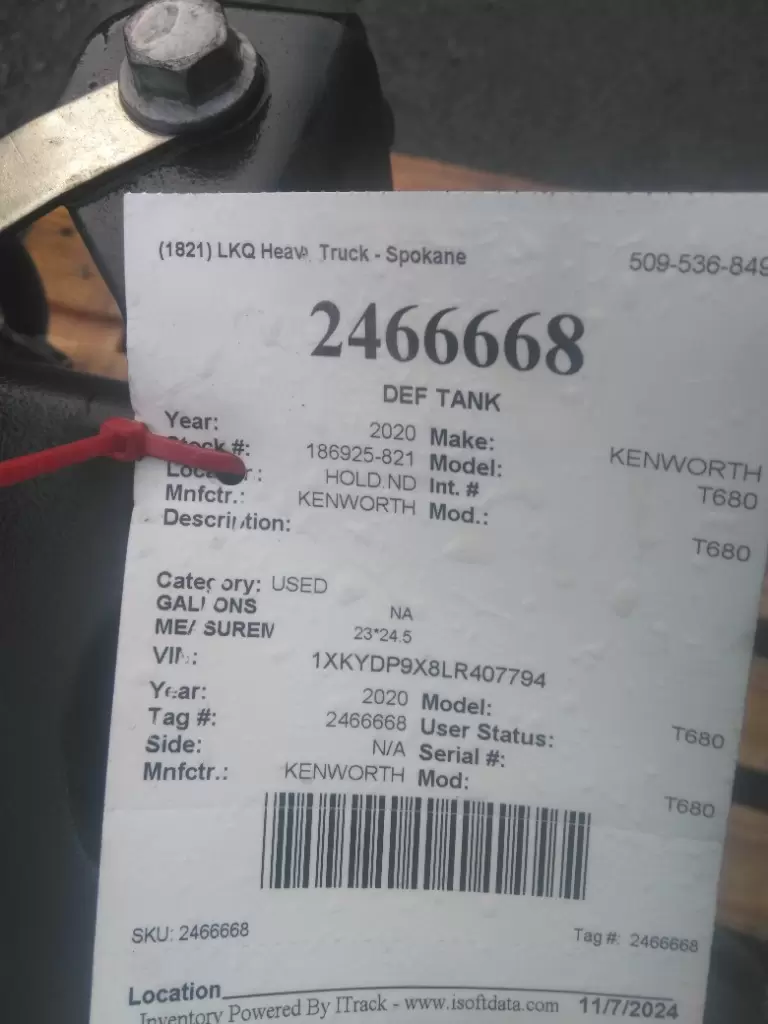 (1821) LKQ Heavy Truck - Spokane 509-536-849
2466668
DEF TANK
Year: 2020 Make: KENWORTH
Stock #: 186925-821 Model: T680
Locator: HOLD.ND Int. #
Mnfctr.: KENWORTH Mod.: T680
Description:
Category: USED
GALLONS NA
MEASUREM 23*24.5
VIN: 1XKYDP9X8LR407794
Year: 2020 Model: T680
Tag #: 2466668 User Status:
Side: N/A Serial #:
Mnfctr.: KENWORTH Mod: T680
SKU: 2466668 Tag #: 2466668
Location
Inventory Powered By ITrack - www.isoftdata.com 11/7/2024